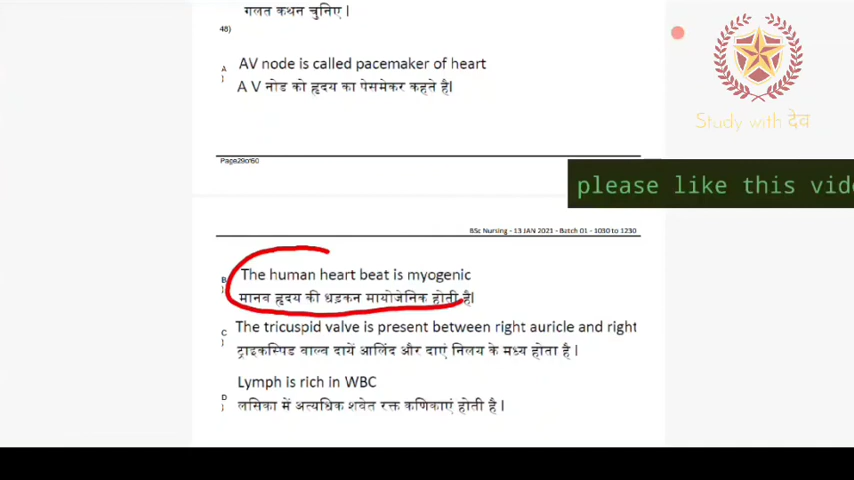 गलत कथन चुनिए |
48)
A
)
AV node is called pacemaker of heart
A V नोड को हृदय का पेसमेकर कहते है|
Study with देव
Page29of60
please like this vide
BSc Nursing - 13 JAN 2021 - Batch 01 - 1030 to 1230
B
)
The human heart beat is myogenic
मानव हृदय की धड़कन मायोजेनिक होती है|
C
)
The tricuspid valve is present between right auricle and right
ट्राइकस्पिड वाल्व दायें आलिंद और दाएं निलय के मध्य होता है |
D
)
Lymph is rich in WBC
लसिका में अत्यधिक श्वेत रक्त कणिकाएं होती है |